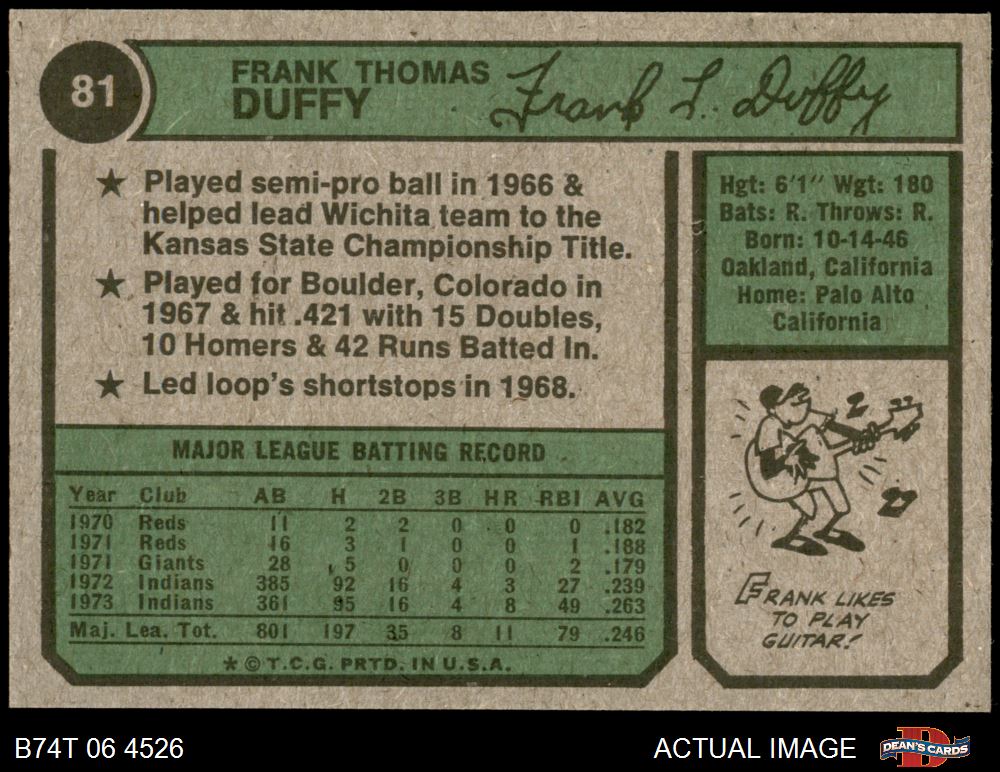 81
FRANK THOMAS
DUFFY
Frank T. Duffy
★ Played semi-pro ball in 1966 &
helped lead Wichita team to the
Kansas State Championship Title.
★ Played for Boulder, Colorado in
1967 & hit .421 with 15 Doubles,
10 Homers & 42 Runs Batted In.
★ Led loop's shortstops in 1968.
Hgt: 6'1" Wgt: 180
Bats: R. Throws: R.
Born: 10-14-46
Oakland, California
Home: Palo Alto
California
MAJOR LEAGUE BATTING RECORD
Year Club AB H 2B 3B HR RBI AVG
1970 Reds 11 2 2 0 0 0 .182
1971 Reds 16 3 1 0 0 1 .188
1971 Giants 28 5 0 0 0 2 .179
1972 Indians 385 92 16 4 3 27 .239
1973 Indians 361 95 16 4 8 49 .263
Maj. Lea. Tot. 801 197 35 8 11 79 .246
★ © T.C.G. PRTD. IN U.S.A.
FRANK LIKES
TO PLAY
GUITAR!
B74T 06 4526
ACTUAL IMAGE
DEAN'S CARDS